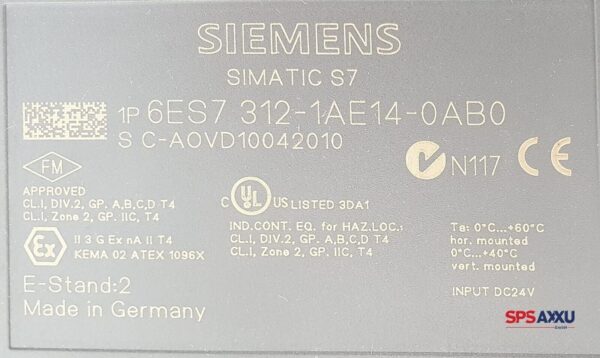 SIEMENS
SIMATIC S7
1P 6ES7 312-1AE14-0AB0
S C-AOVD10042010
N117 CE
FM
APPROVED
CL.I, DIV.2, GP. A,B,C,D T4
CL.I, Zone 2, GP. IIC, T4
C UL US LISTED 3DA1
IND.CONT. EQ. for HAZ.LOC.:
CL.I, DIV.2, GP. A,B,C,D T4
CL.I, Zone 2, GP. IIC, T4
Ta: 0°C...+60°C
hor. mounted
0°C...+40°C
vert. mounted
INPUT DC24V
Ex II 3 G Ex nA II T4
KEMA 02 ATEX 1096X
E-Stand:2
Made in Germany
SPS AXXU